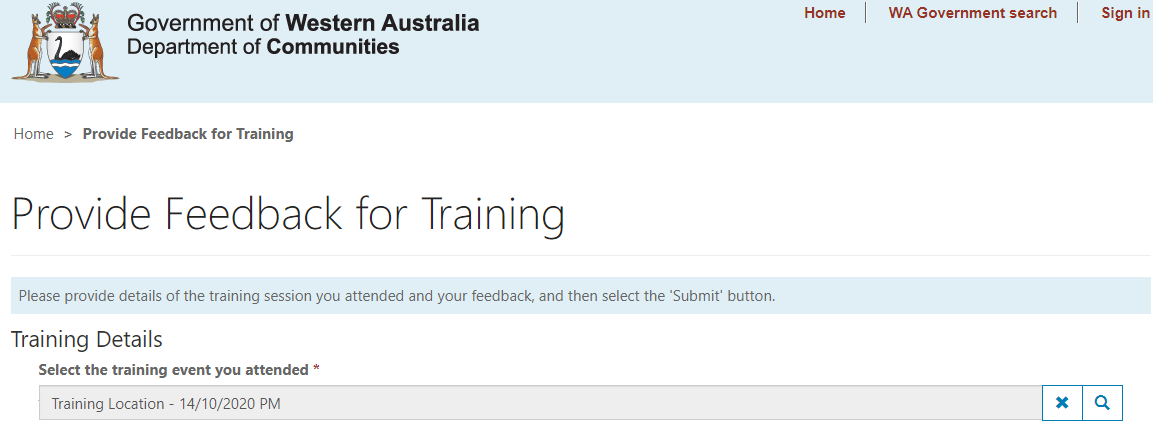 Government of Western Australia
Department of Communities
Home
WA Government search
Sign in
Home > Provide Feedback for Training
Provide Feedback for Training
Please provide details of the training session you attended and your feedback, and then select the 'Submit' button.
Training Details
Select the training event you attended *
Training Location - 14/10/2020 PM